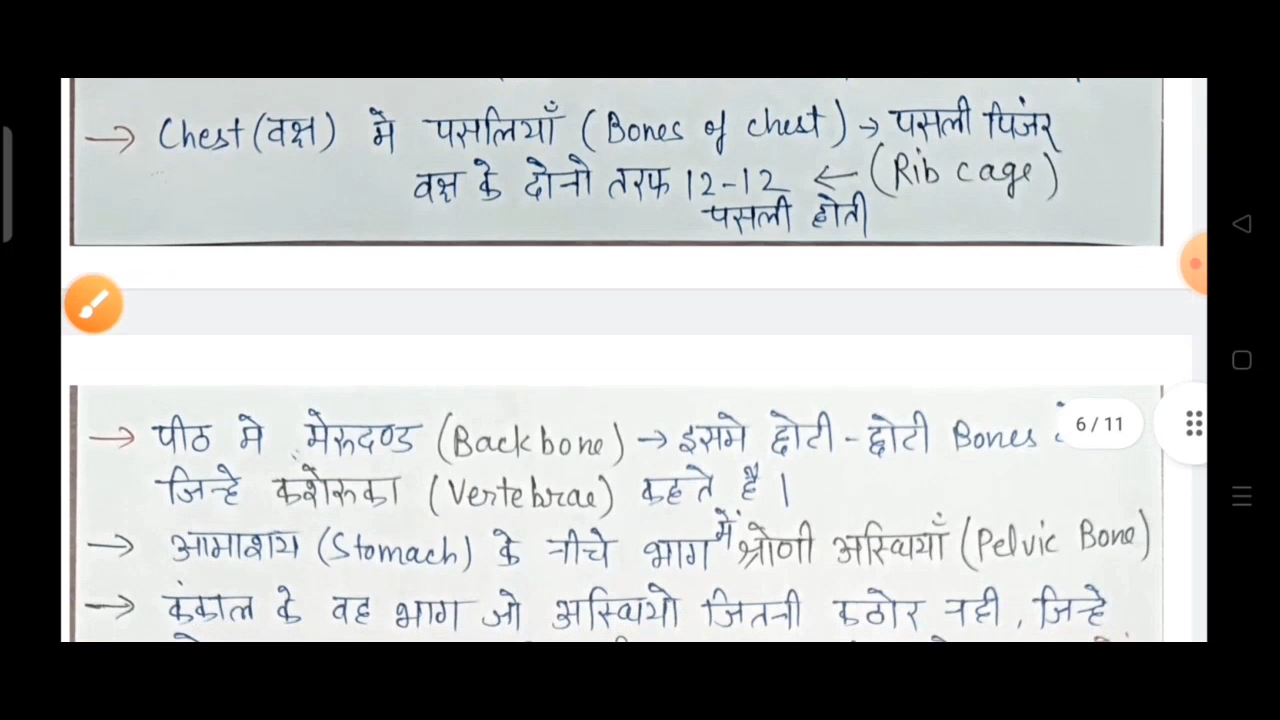 → Chest (वक्ष) मे पसलियाँ (Bones of chest) → पसली पिजंर
वक्ष के दोनो तरफ 12-12 ← (Rib cage)
पसली होती
→ पीठ मे मेरूदण्ड (Backbone) → इसमे छोटी-छोटी Bones
6/11
जिन्हे कशेरूका (Vertebrae) कहते है।
→ आमाशय (Stomach) के नीचे भाग में श्रोणी अस्थियाँ (Pelvic Bone)
→ कंकाल के वह भाग जो अस्थियो जितनी कठोर नही, जिन्हे